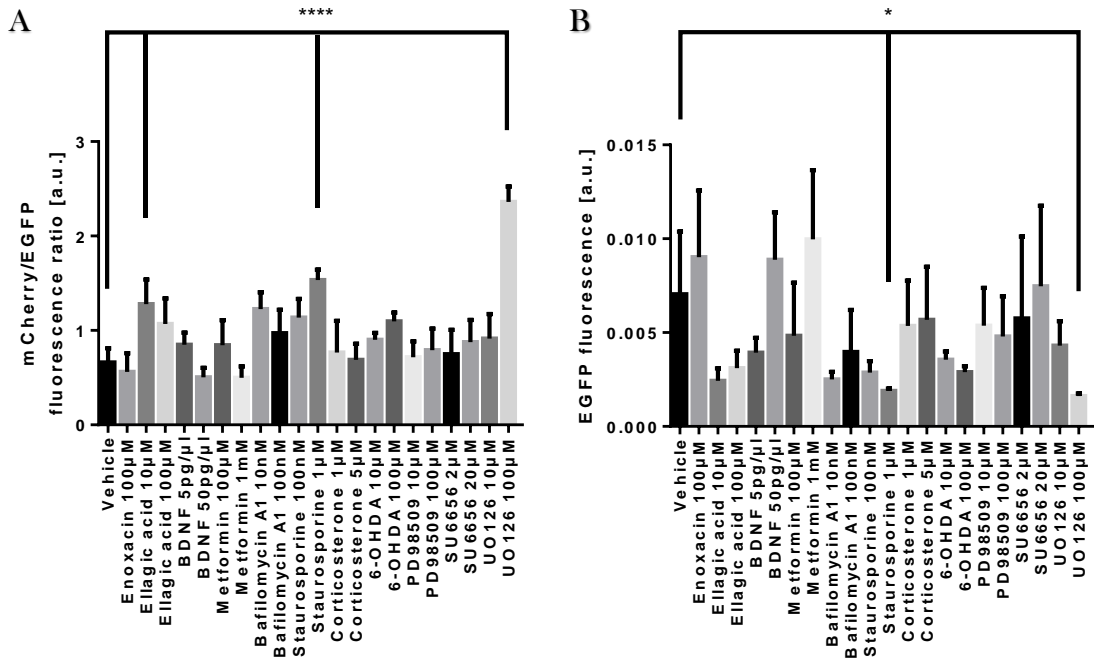 A
****
mCherry/EGFP
fluorescence ratio [a.u.]
3
2
1
0
Vehicle
Enoxacin 100µM
Ellagic acid 10µM
Ellagic acid 100µM
BDNF 5pg/µl
BDNF 50pg/µl
Metformin 100µM
Metformin 1mM
Bafilomycin A1 10nM
Bafilomycin A1 100nM
Staurosporine 100nM
Staurosporine 1µM
Corticosterone 1µM
Corticosterone 5µM
6-OHDA 10µM
6-OHDA 100µM
PD98509 10µM
PD98509 100µM
SU6656 2µM
SU6656 20µM
UO126 10µM
UO126 100µM
B
*
EGFP fluorescence [a.u.]
0.015
0.010
0.005
0.000
Vehicle
Enoxacin 100µM
Ellagic acid 10µM
Ellagic acid 100µM
BDNF 5pg/µl
BDNF 50pg/µl
Metformin 100µM
Metformin 1mM
Bafilomycin A1 10nM
Bafilomycin A1 100nM
Staurosporine 100nM
Staurosporine 1µM
Corticosterone 1µM
Corticosterone 5µM
6-OHDA 10µM
6-OHDA 100µM
PD98509 10µM
PD98509 100µM
SU6656 2µM
SU6656 20µM
UO126 10µM
UO126 100µM